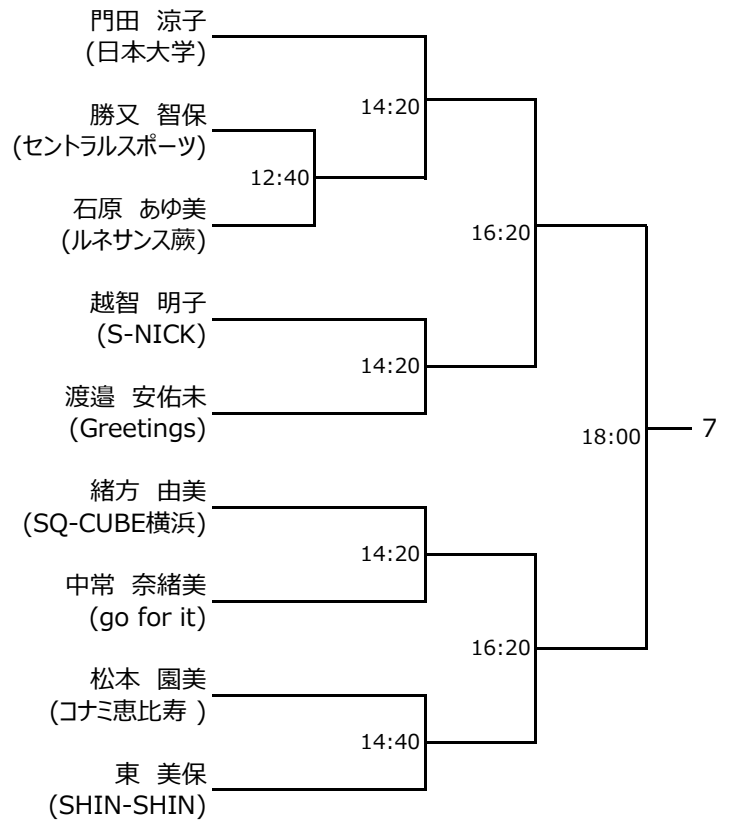 門田 涼子
(日本大学)
14:20
勝又 智保
(セントラルスポーツ)
12:40
石原 あゆ美
(ルネサンス蕨)
16:20
越智 明子
(S-NICK)
14:20
渡邉 安佑未
(Greetings)
18:00
7
緒方 由美
(SQ-CUBE横浜)
14:20
中常 奈緒美
(go for it)
16:20
松本 園美
(コナミ恵比寿 )
14:40
東 美保
(SHIN-SHIN)